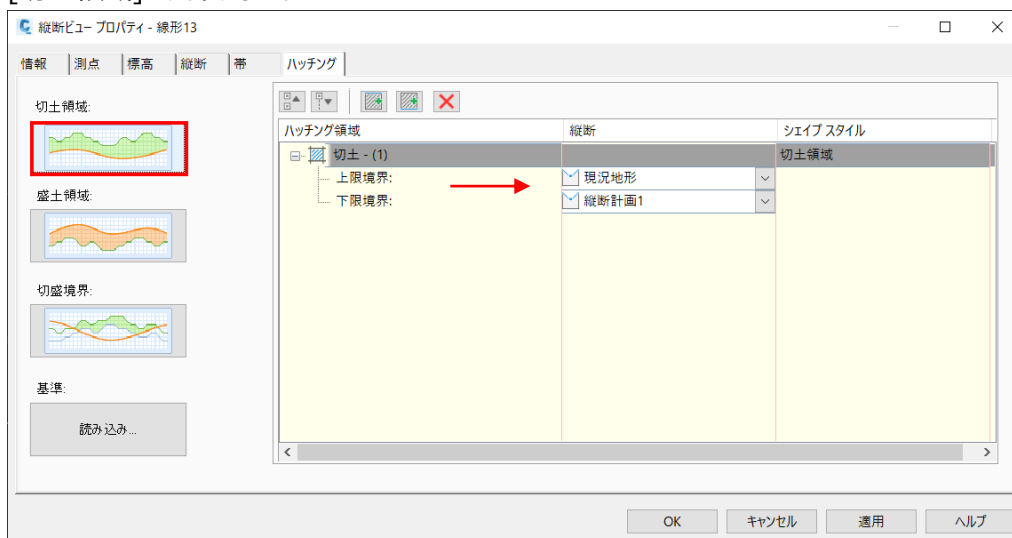 縦断ビュー プロパティ - 線形13
情報 測点 標高 縦断 帯 ハッチング
切土領域:
盛土領域:
切盛境界:
基準:
読み込み...
ハッチング領域 縦断 シェイプ スタイル
切土 - (1) 切土領域
上限境界: 現況地形
下限境界: 縦断計画1
OK キャンセル 適用 ヘルプ